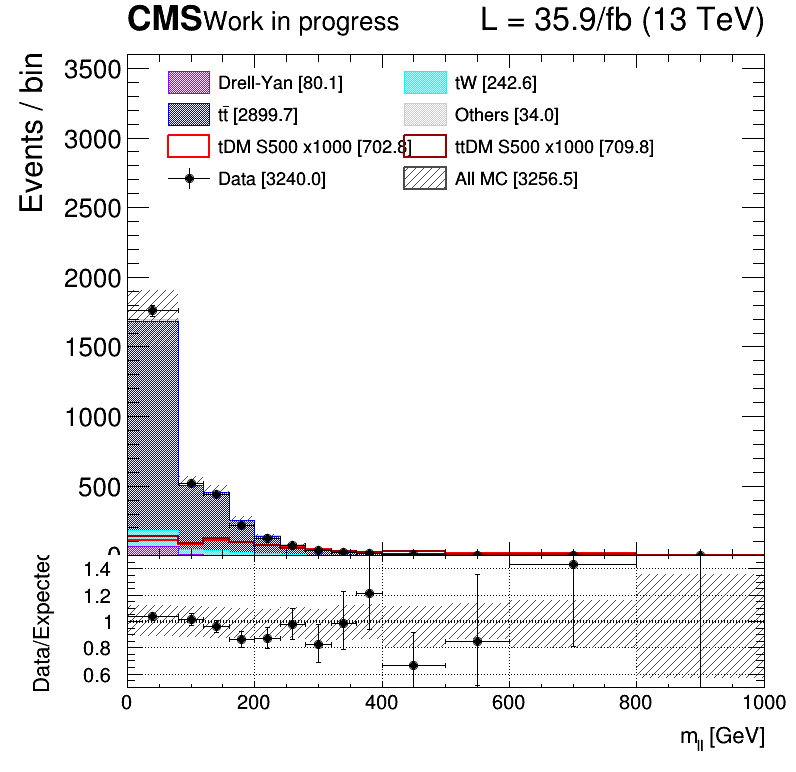 CMS Work in progress L = 35.9/fb (13 TeV)
Events / bin
3500
3000
2500
2000
1500
1000
500
0
Drell-Yan [80.1] tW [242.6]
tt̄ [2899.7] Others [34.0]
tDM S500 x1000 [702.8] ttDM S500 x1000 [709.8]
Data [3240.0] All MC [3256.5]
Data/Expected
1.4
1.2
1
0.8
0.6
0 200 400 600 800 1000
m_ll [GeV]